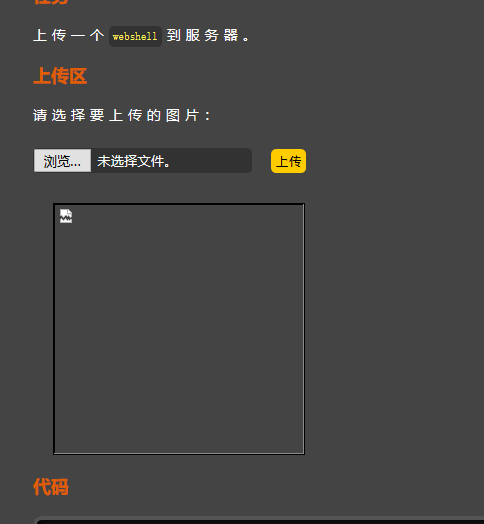 上传一个 webshell 到服务器。
上传区
请选择要上传的图片：
浏览... 未选择文件。 上传
代码